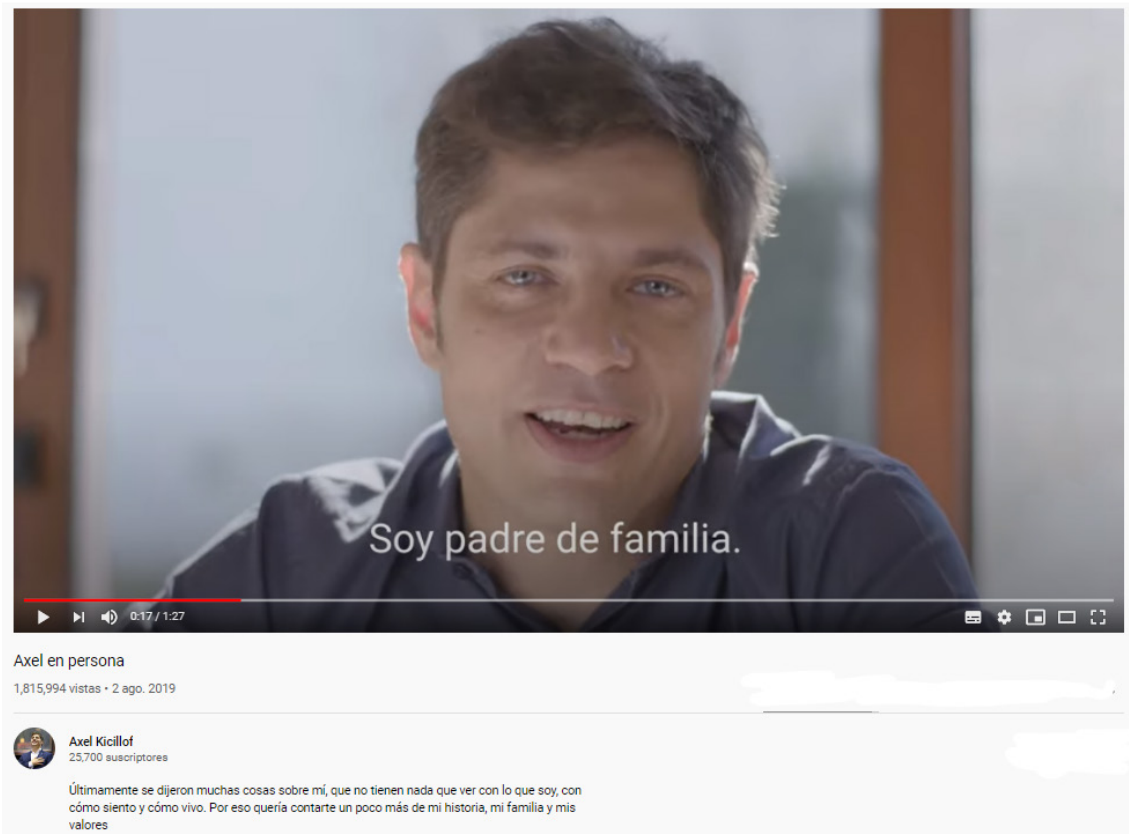 Soy padre de familia.
0:17 / 1:27
Axel en persona
1,815,994 vistas • 2 ago. 2019
Axel Kicillof
25,700 suscriptores
Últimamente se dijeron muchas cosas sobre mí, que no tienen nada que ver con lo que soy, con
cómo siento y cómo vivo. Por eso quería contarte un poco más de mi historia, mi familia y mis
valores